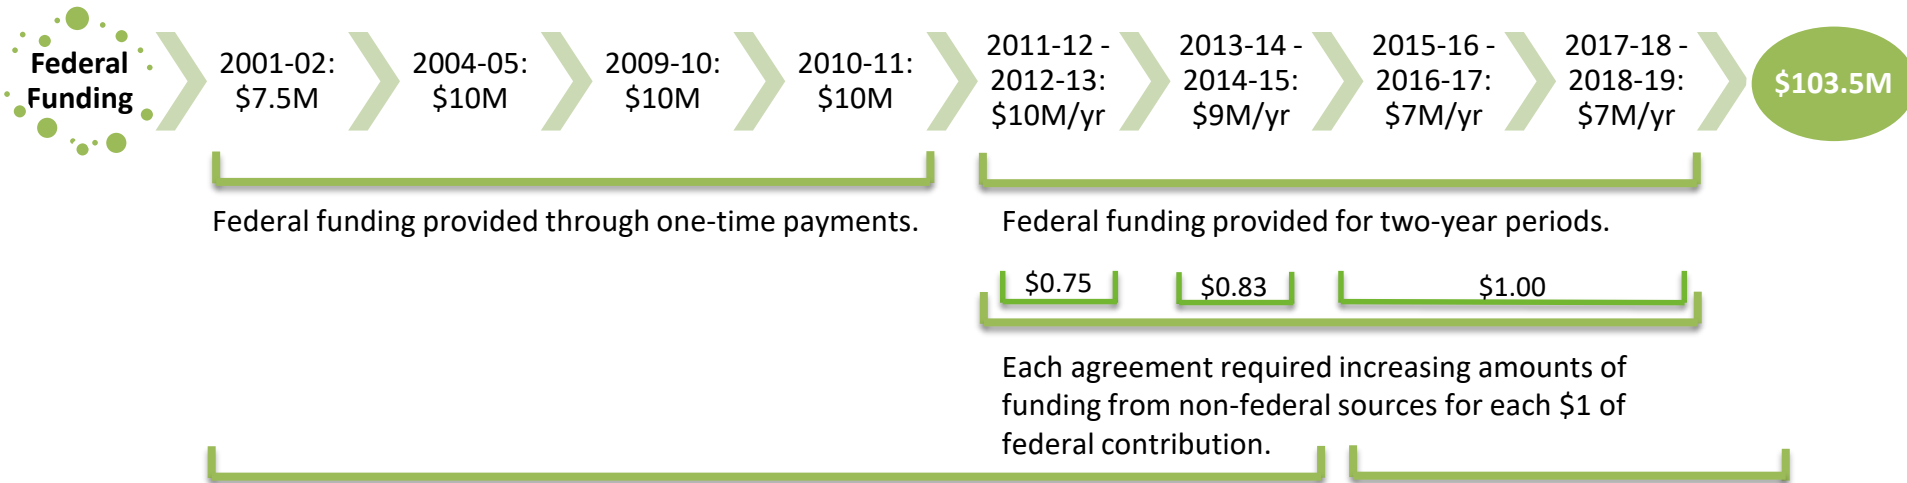 Federal
Funding
2001-02:
$7.5M
2004-05:
$10M
2009-10:
$10M
2010-11:
$10M
2011-12 -
2012-13:
$10M/yr
2013-14 -
2014-15:
$9M/yr
2015-16 -
2016-17:
$7M/yr
2017-18 -
2018-19:
$7M/yr
$103.5M
Federal funding provided through one-time payments.
Federal funding provided for two-year periods.
$0.75
$0.83
$1.00
Each agreement required increasing amounts of
funding from non-federal sources for each $1 of
federal contribution.